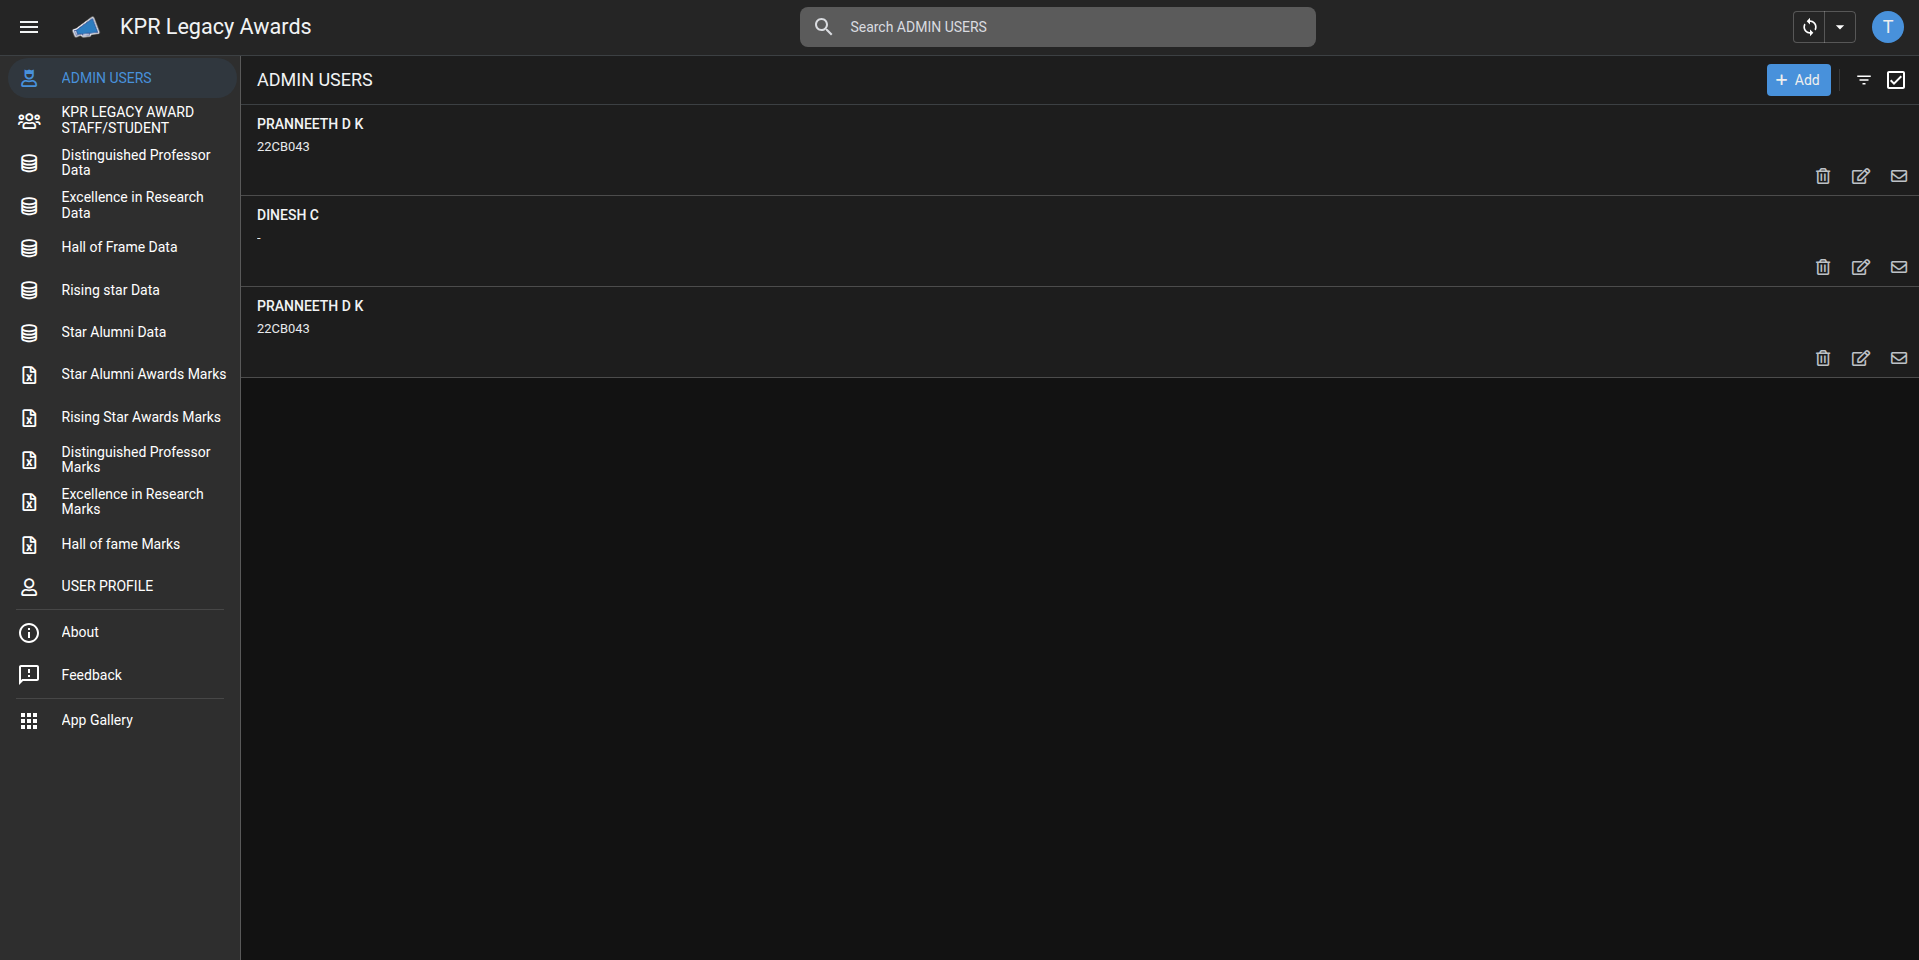 KPR Legacy Awards
Search ADMIN USERS
T
ADMIN USERS
KPR LEGACY AWARD
STAFF/STUDENT
Distinguished Professor
Data
Excellence in Research
Data
Hall of Frame Data
Rising star Data
Star Alumni Data
Star Alumni Awards Marks
Rising Star Awards Marks
Distinguished Professor
Marks
Excellence in Research
Marks
Hall of fame Marks
USER PROFILE
About
Feedback
App Gallery
ADMIN USERS
+ Add
PRANNEETH D K
22CB043
DINESH C
-
PRANNEETH D K
22CB043